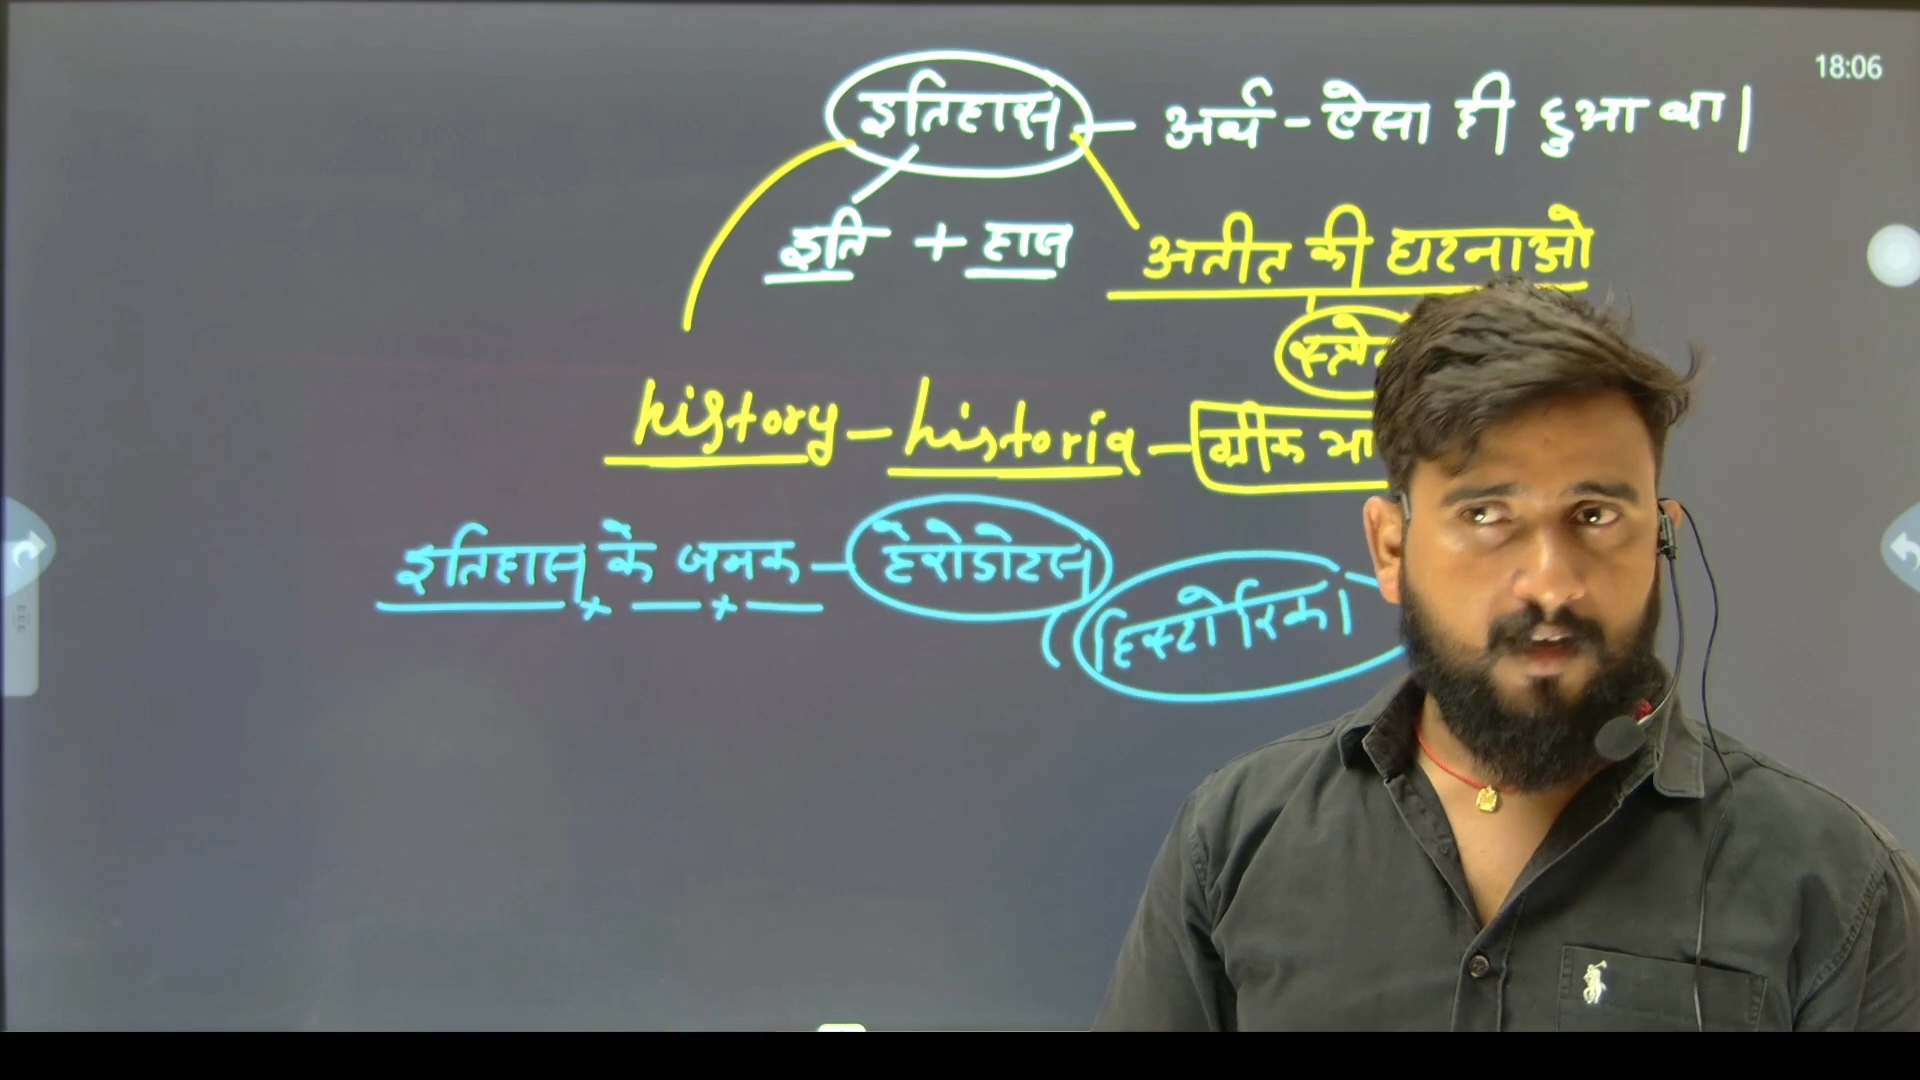 18:06
इतिहास — अर्थ - ऐसा ही हुआ था।
इति + हास
अतीत की घटनाओ
history — historia — ग्रीक
इतिहास के जनक — हेरोडोटस
(हिस्टोरिका)